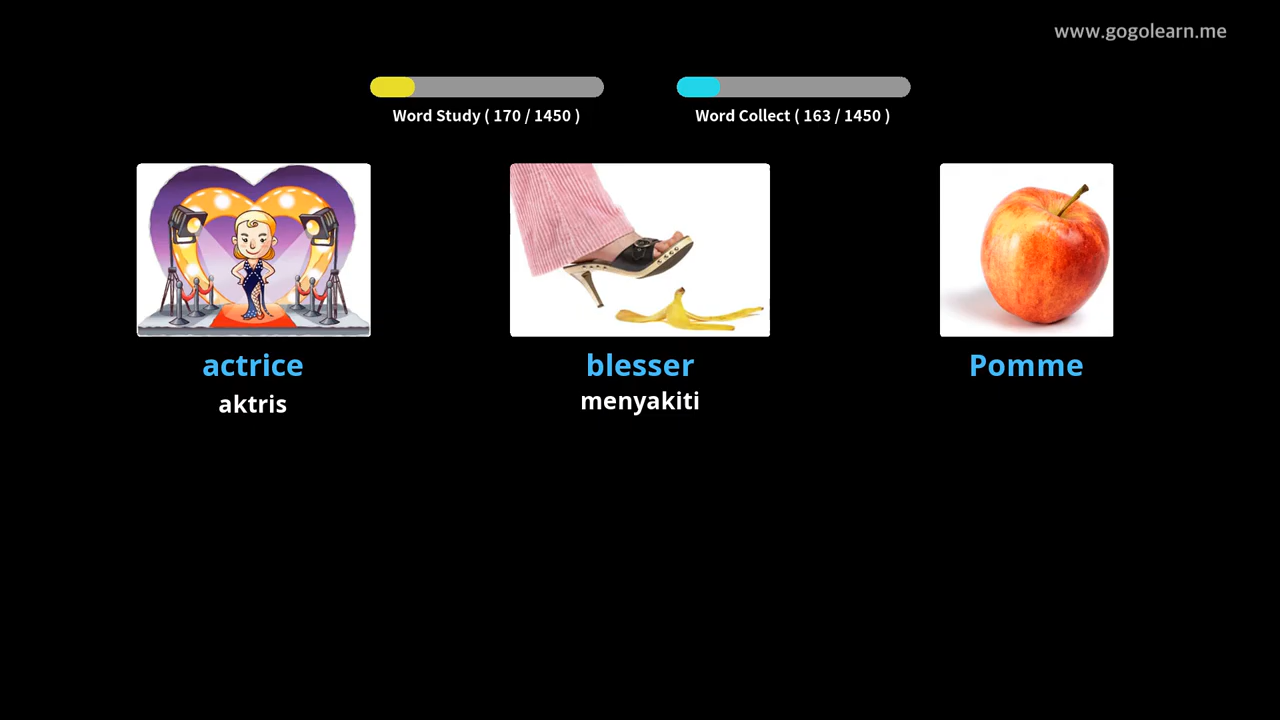 www.gogolearn.me
Word Study ( 170 / 1450 )
Word Collect ( 163 / 1450 )
actrice
aktris
blesser
menyakiti
Pomme